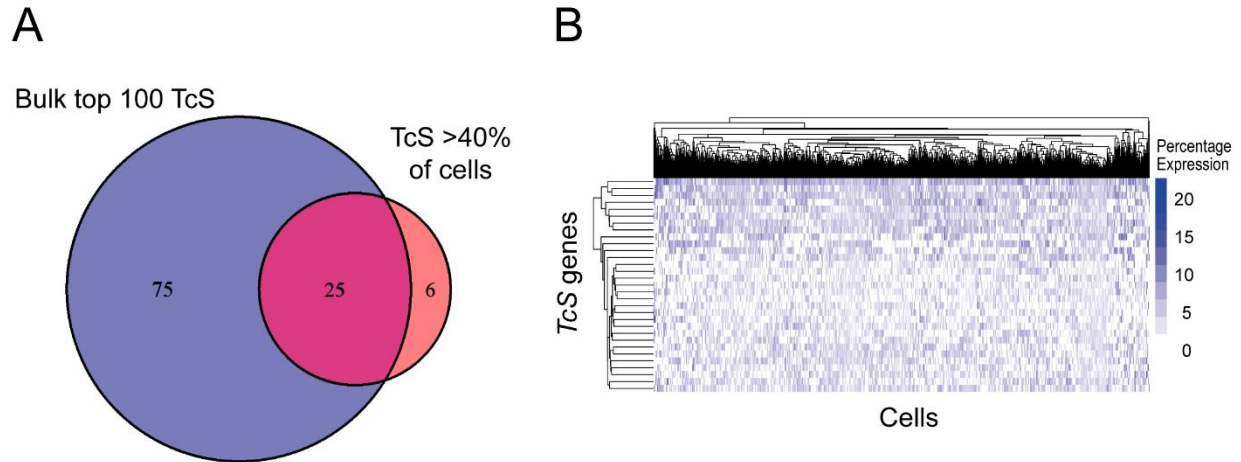 A
B
Bulk top 100 TcS
TcS >40%
of cells
75
25
6
TcS genes
Cells
Percentage
Expression
20
15
10
5
0